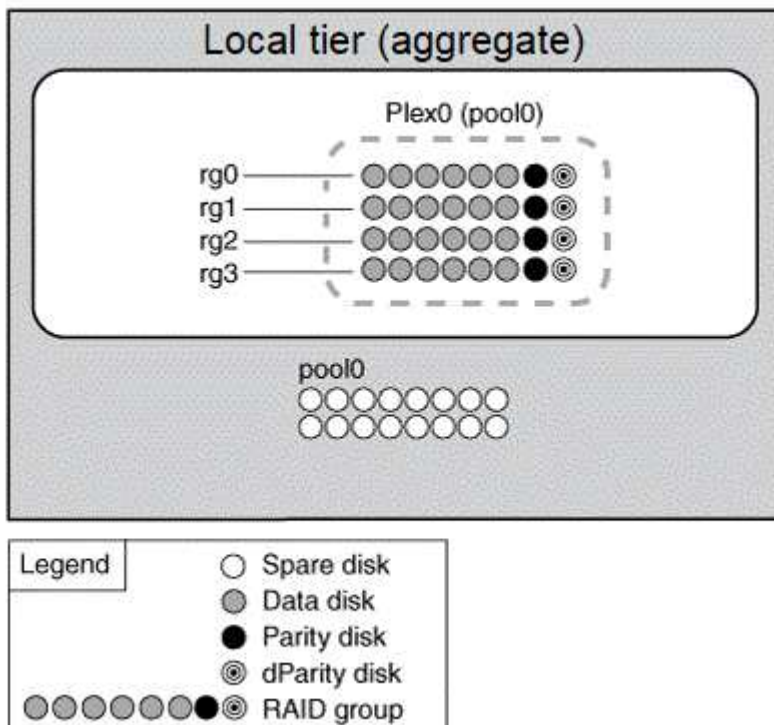 Local tier (aggregate)
Plex0 (pool0)
rg0
rg1
rg2
rg3
pool0
Legend
Spare disk
Data disk
Parity disk
dParity disk
RAID group